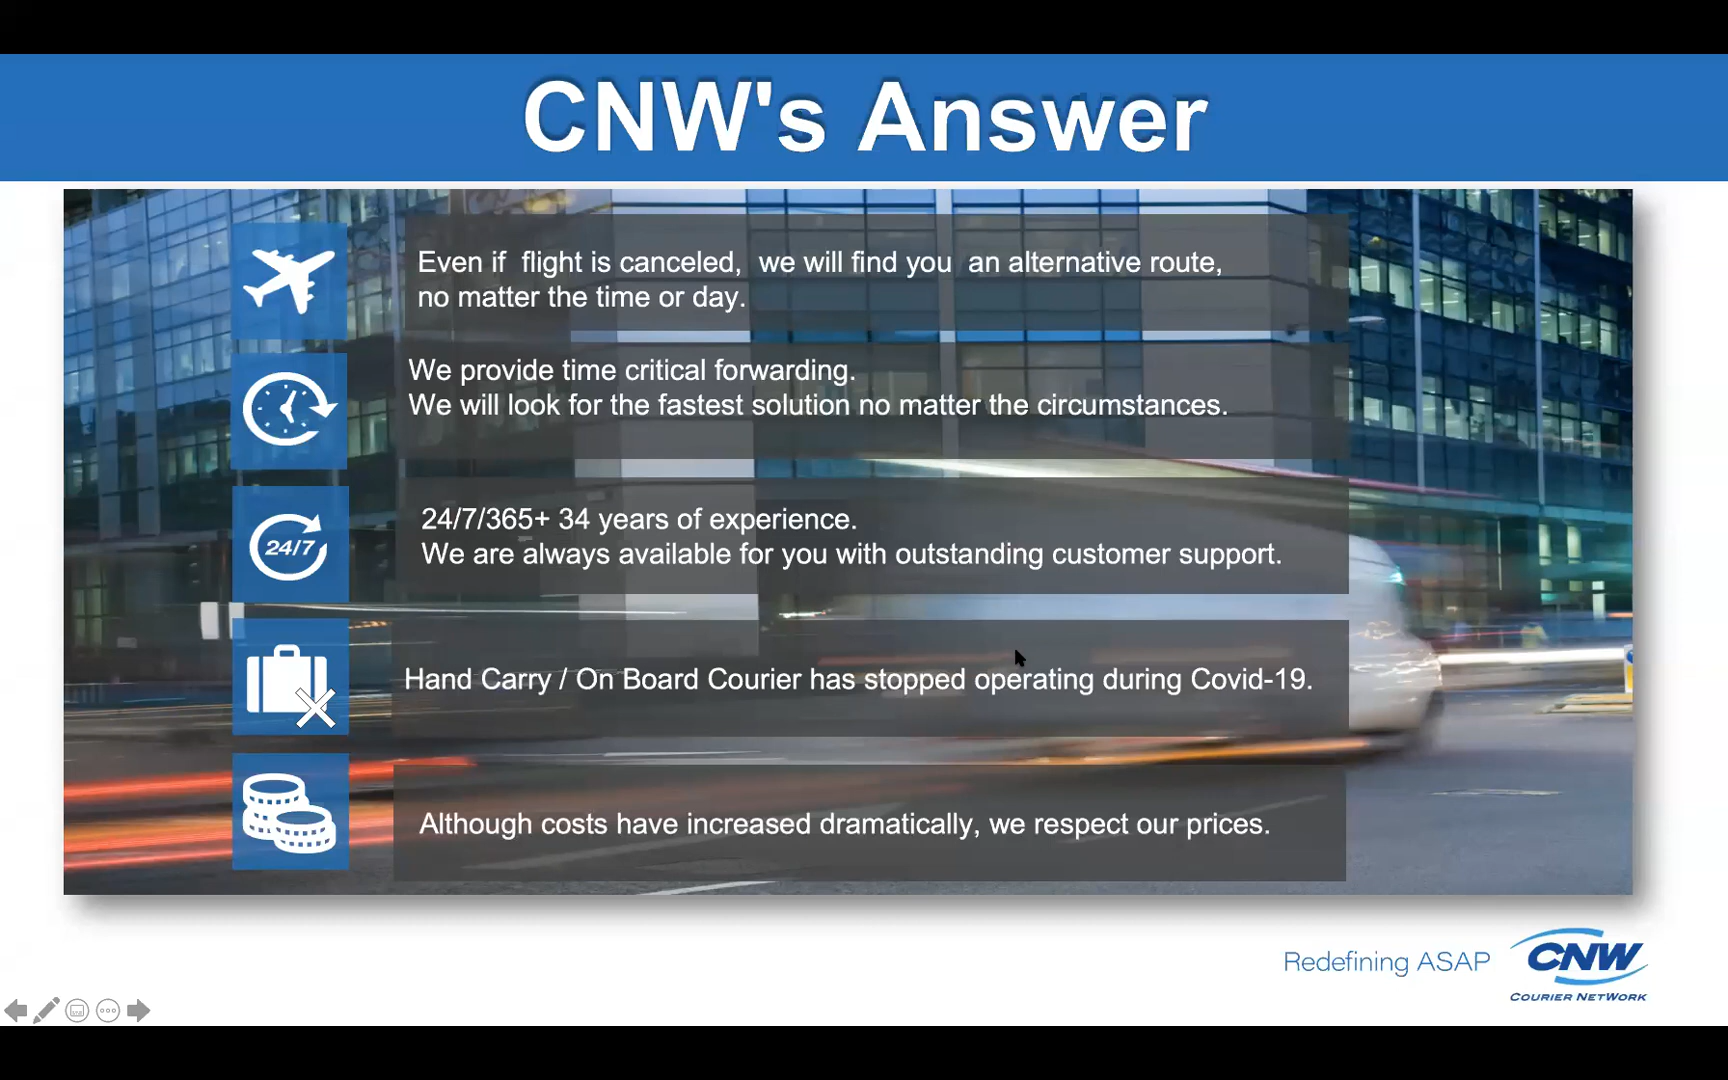 CNW's Answer
Even if flight is canceled, we will find you an alternative route,
no matter the time or day.
We provide time critical forwarding.
We will look for the fastest solution no matter the circumstances.
24/7
24/7/365+ 34 years of experience.
We are always available for you with outstanding customer support.
Hand Carry / On Board Courier has stopped operating during Covid-19.
Although costs have increased dramatically, we respect our prices.
Redefining ASAP
CNW
COURIER NETWORK